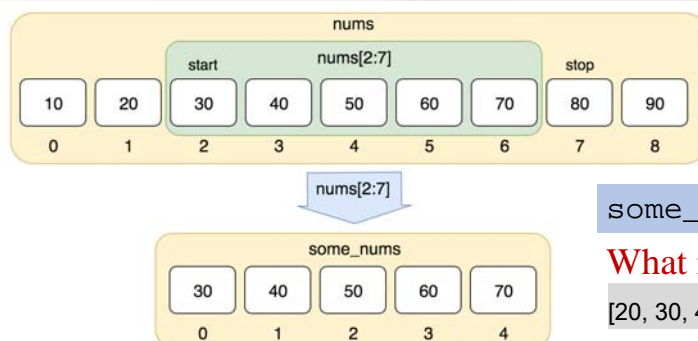 nums
start nums[2:7] stop
10 20 30 40 50 60 70 80 90
0 1 2 3 4 5 6 7 8
nums[2:7]
some_
some_nums
What
30 40 50 60 70
[20, 30,
0 1 2 3 4